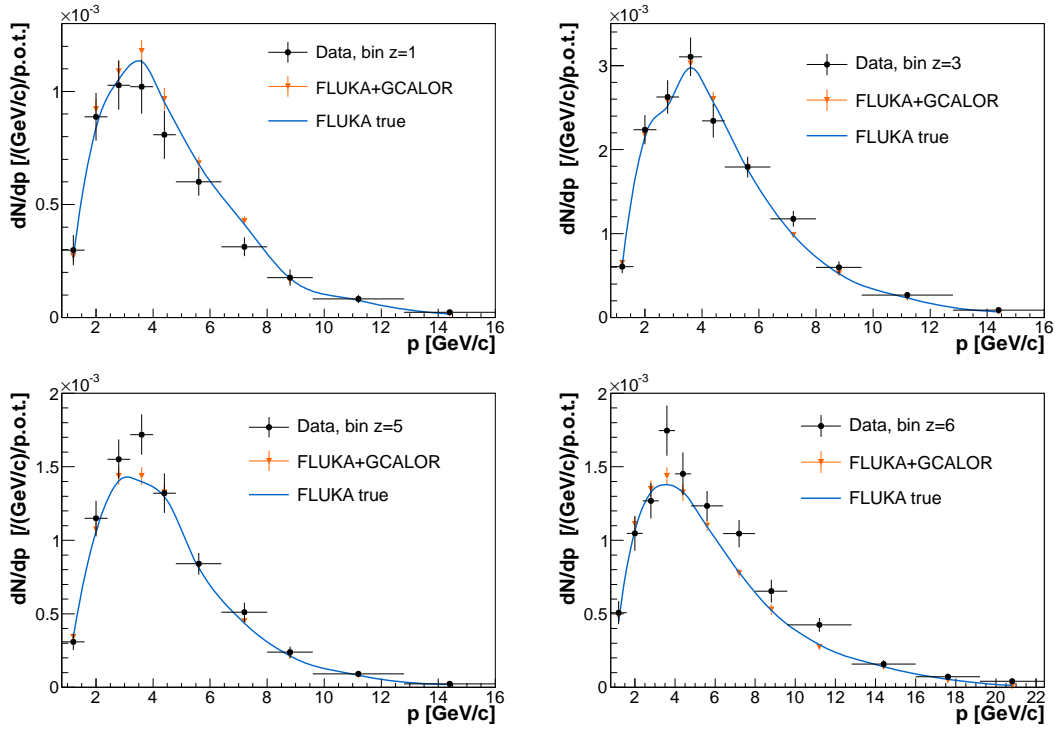 ×10⁻³
dN/dp [/(GeV/c)/p.o.t.]
1
0.5
0
Data, bin z=1
FLUKA+GCALOR
FLUKA true
2 4 6 8 10 12 14 16
p [GeV/c]
×10⁻³
dN/dp [/(GeV/c)/p.o.t.]
3
2
1
0
Data, bin z=3
FLUKA+GCALOR
FLUKA true
2 4 6 8 10 12 14 16
p [GeV/c]
×10⁻³
dN/dp [/(GeV/c)/p.o.t.]
2
1.5
1
0.5
0
Data, bin z=5
FLUKA+GCALOR
FLUKA true
2 4 6 8 10 12 14 16
p [GeV/c]
×10⁻³
dN/dp [/(GeV/c)/p.o.t.]
2
1.5
1
0.5
0
Data, bin z=6
FLUKA+GCALOR
FLUKA true
2 4 6 8 10 12 14 16 18 20 22
p [GeV/c]